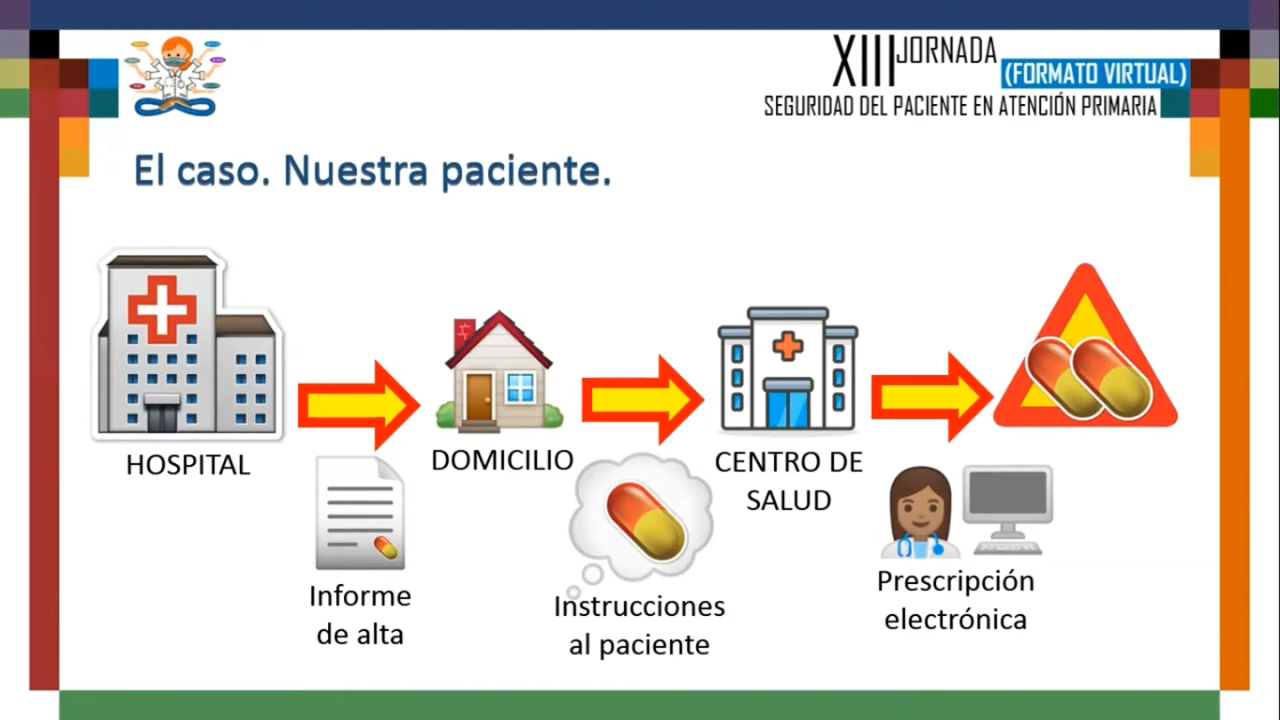 XIII JORNADA
(FORMATO VIRTUAL)
SEGURIDAD DEL PACIENTE EN ATENCIÓN PRIMARIA
El caso. Nuestra paciente.
HOSPITAL
DOMICILIO
CENTRO DE
SALUD
Informe
de alta
Instrucciones
al paciente
Prescripción
electrónica